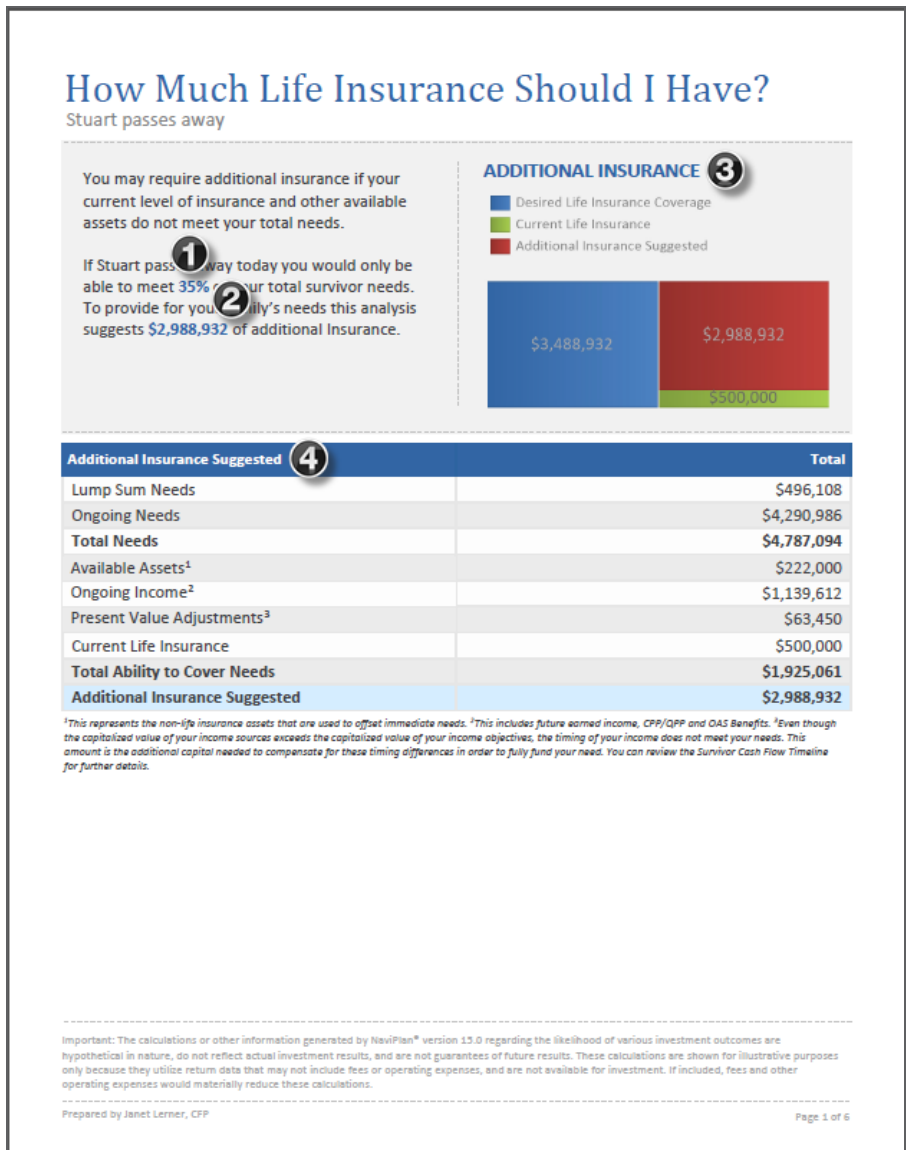 How Much Life Insurance Should I Have?
Stuart passes away
You may require additional insurance if your
current level of insurance and other available
assets do not meet your total needs.
If Stuart pass 1 way today you would only be
able to meet 35% 2 ur total survivor needs.
To provide for you ily's needs this analysis
suggests $2,988,932 of additional Insurance.
ADDITIONAL INSURANCE 3
Desired Life Insurance Coverage
Current Life Insurance
Additional Insurance Suggested
$3,488,932
$2,988,932
$500,000
Additional Insurance Suggested 4 Total
Lump Sum Needs $496,108
Ongoing Needs $4,290,986
Total Needs $4,787,094
Available Assets¹ $222,000
Ongoing Income² $1,139,612
Present Value Adjustments³ $63,450
Current Life Insurance $500,000
Total Ability to Cover Needs $1,925,061
Additional Insurance Suggested $2,988,932
¹This represents the non-life insurance assets that are used to offset immediate needs. ²This includes future earned income, CPP/QPP and OAS Benefits. ³Even though
the capitalized value of your income sources exceeds the capitalized value of your income objectives, the timing of your income does not meet your needs. This
amount is the additional capital needed to compensate for these timing differences in order to fully fund your need. You can review the Survivor Cash Flow Timeline
for further details.
Important: The calculations or other information generated by NaviPlan® version 15.0 regarding the likelihood of various investment outcomes are
hypothetical in nature, do not reflect actual investment results, and are not guarantees of future results. These calculations are shown for illustrative purposes
only because they utilize return data that may not include fees or operating expenses, and are not available for investment. If included, fees and other
operating expenses would materially reduce these calculations.
Prepared by Janet Lerner, CFP
Page 1 of 6